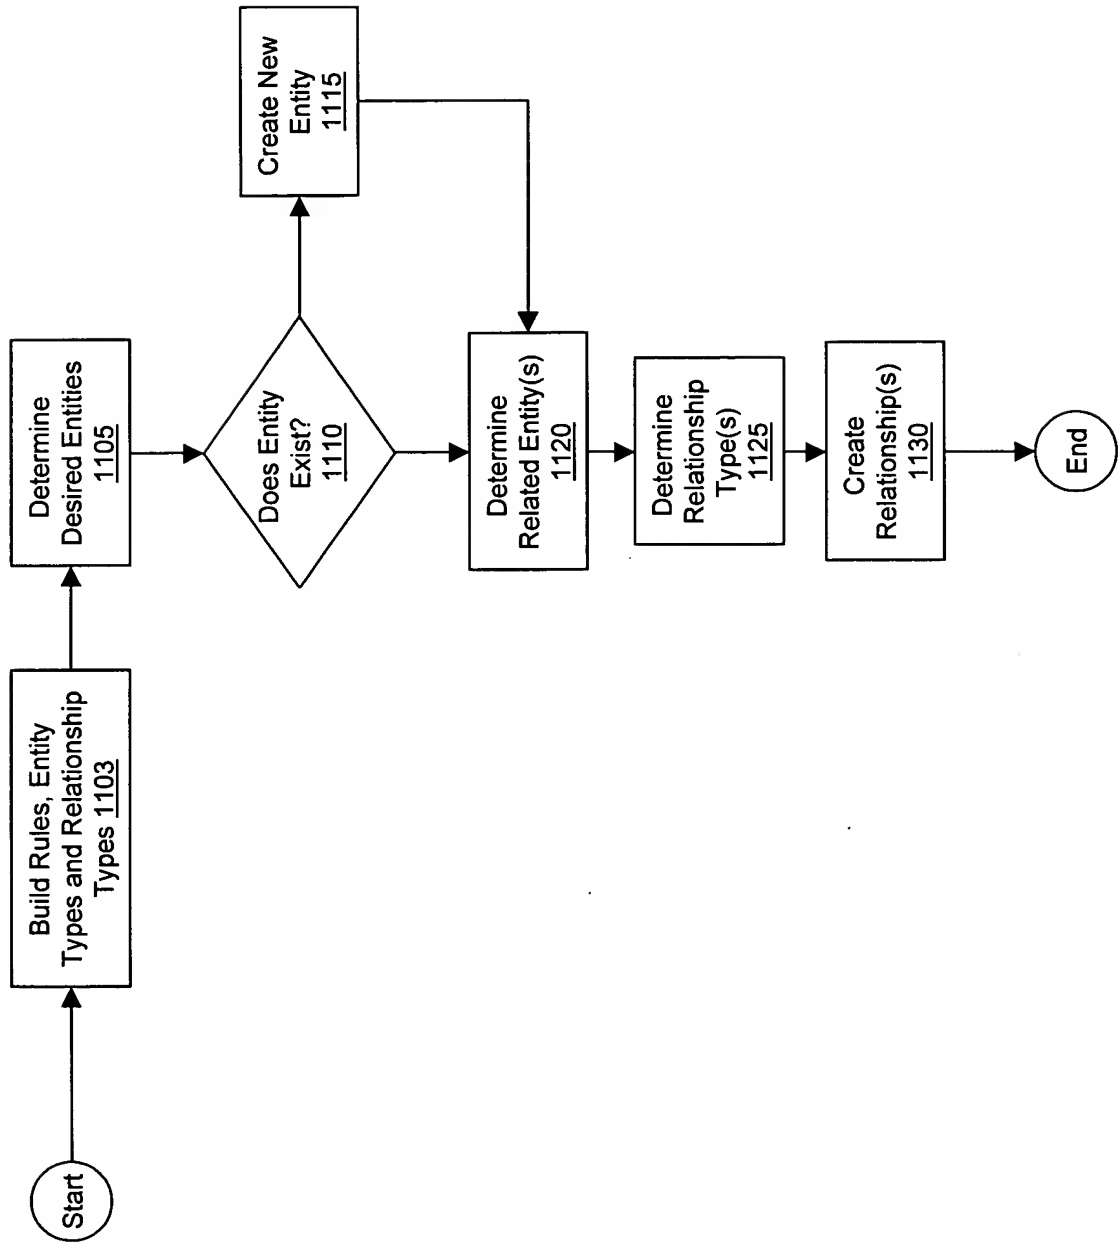 Start
Build Rules, Entity
Types and Relationship
Types 1103
Determine
Desired Entities
1105
Does Entity
Exist?
1110
Create New
Entity
1115
Determine
Related Entity(s)
1120
Determine
Relationship
Type(s)
1125
Create
Relationship(s)
1130
End